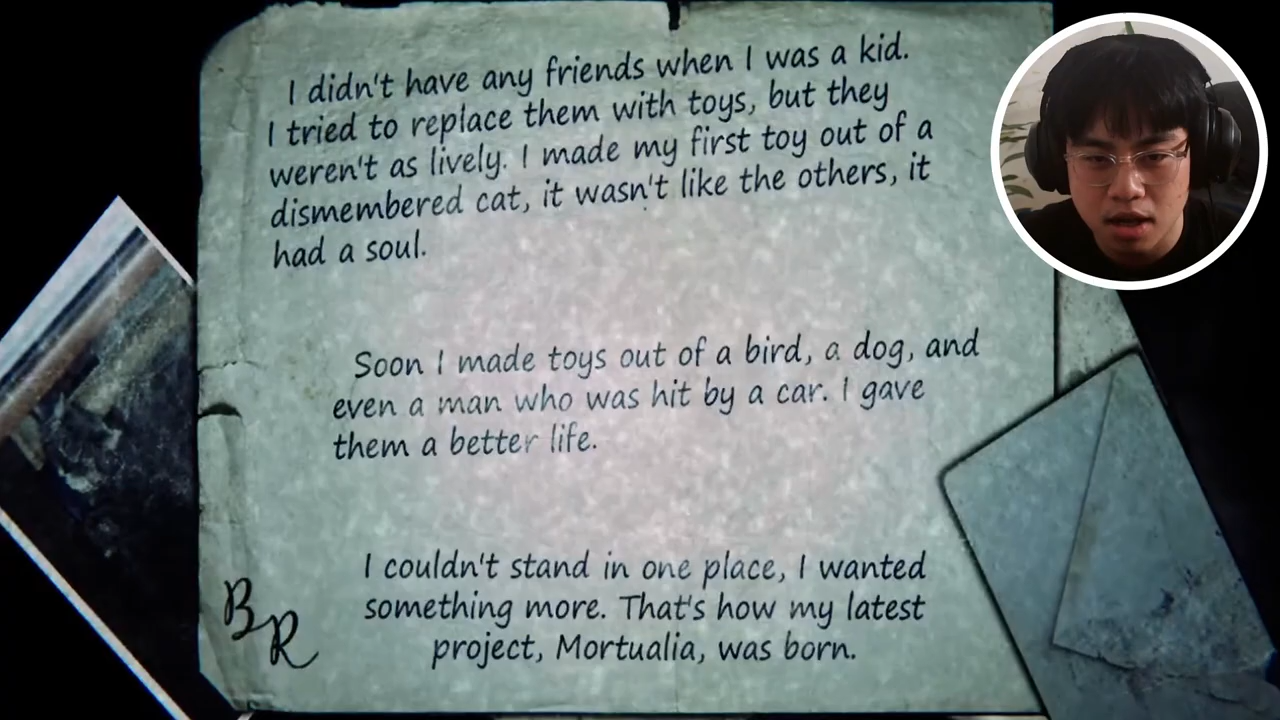 I didn't have any friends when I was a kid.
I tried to replace them with toys, but they
weren't as lively. I made my first toy out of a
dismembered cat, it wasn't like the others, it
had a soul.
Soon I made toys out of a bird, a dog, and
even a man who was hit by a car. I gave
them a better life.
I couldn't stand in one place, I wanted
something more. That's how my latest
project, Mortualia, was born.
BR